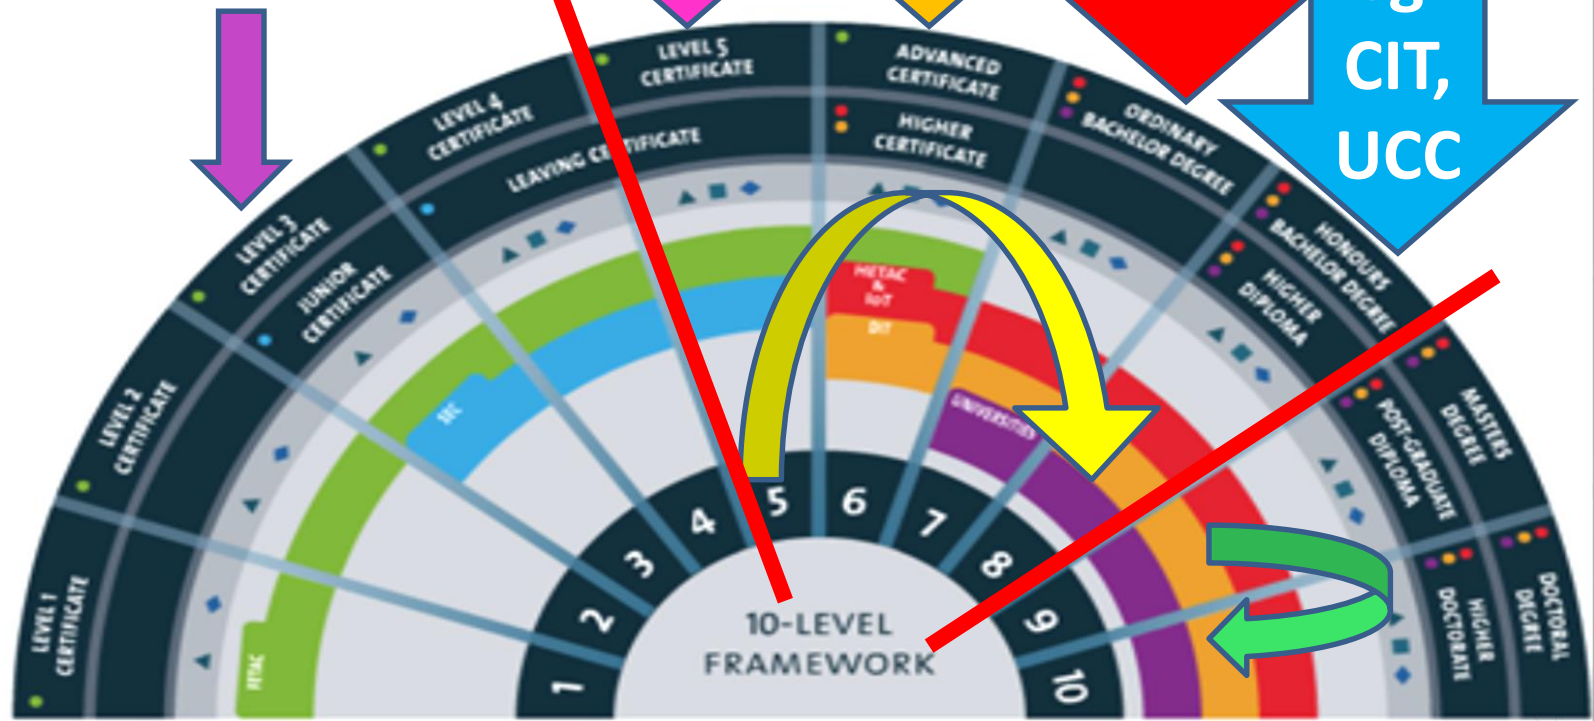 CIT,
UCC
LEVEL 1
CERTIFICATE
LEVEL 2
CERTIFICATE
LEVEL 3
CERTIFICATE
JUNIOR
CERTIFICATE
LEVEL 4
CERTIFICATE
LEAVING CERTIFICATE
LEVEL 5
CERTIFICATE
ADVANCED
CERTIFICATE
HIGHER
CERTIFICATE
ORDINARY
BACHELOR DEGREE
HONOURS
BACHELOR DEGREE
HIGHER
DIPLOMA
MASTERS
DEGREE
POST-GRADUATE
DIPLOMA
DOCTORAL
DEGREE
HIGHER
DOCTORATE
FETAC
SEC
HETAC
&
IoT
DIT
UNIVERSITIES
1
2
3
4
5
6
7
8
9
10
10-LEVEL
FRAMEWORK